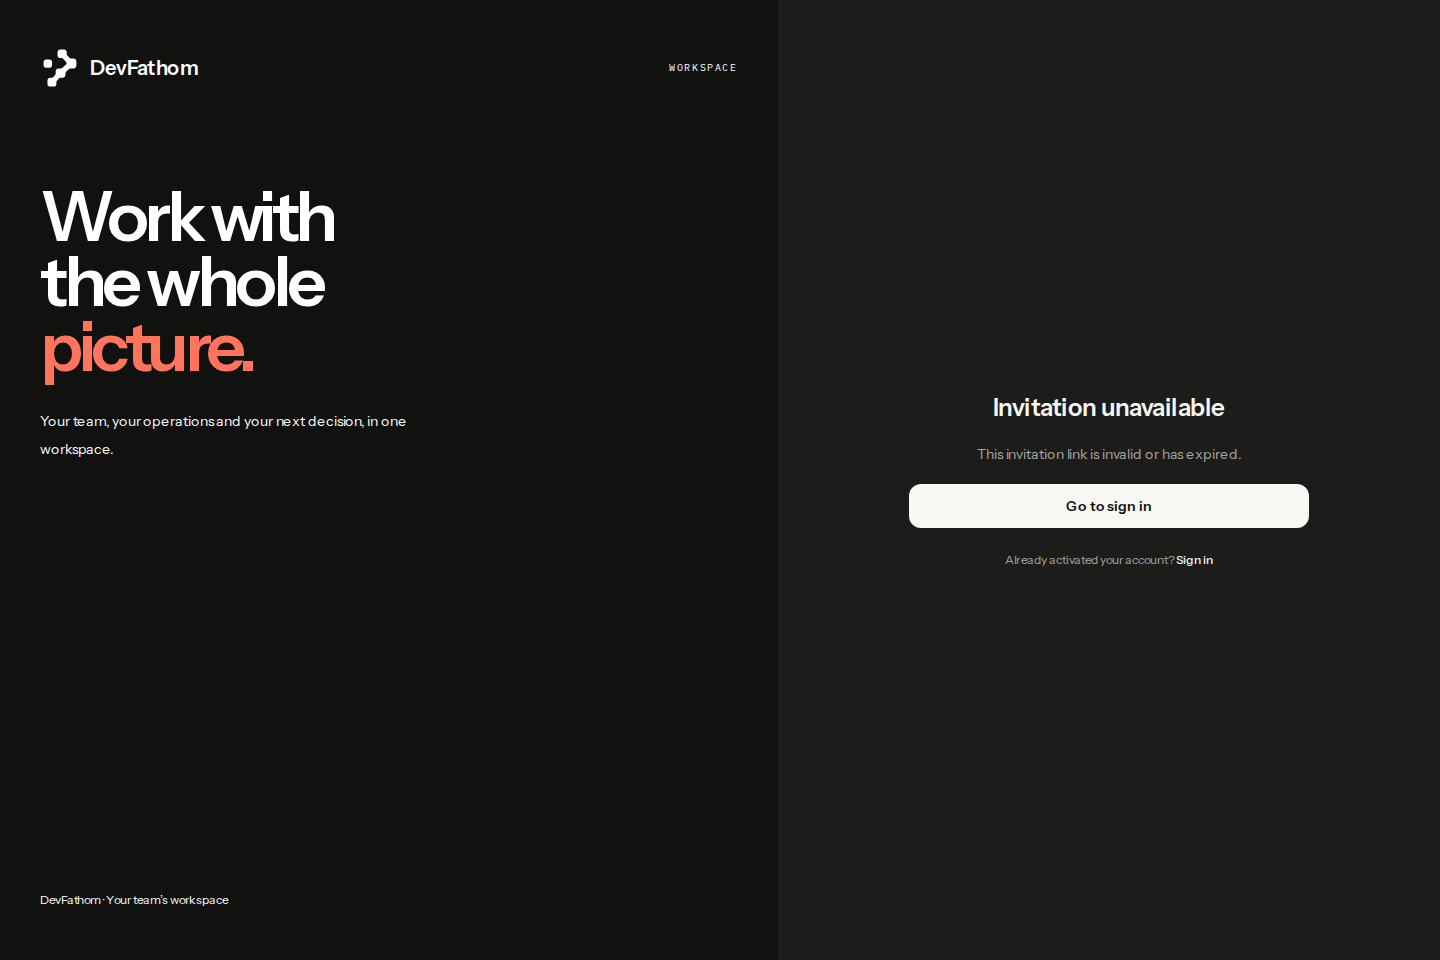 DevFathom
WORKSPACE
Work with
the whole
picture.
Your team, your operations and your next decision, in one
workspace.
DevFathom · Your team's workspace
Invitation unavailable
This invitation link is invalid or has expired.
Go to sign in
Already activated your account? Sign in